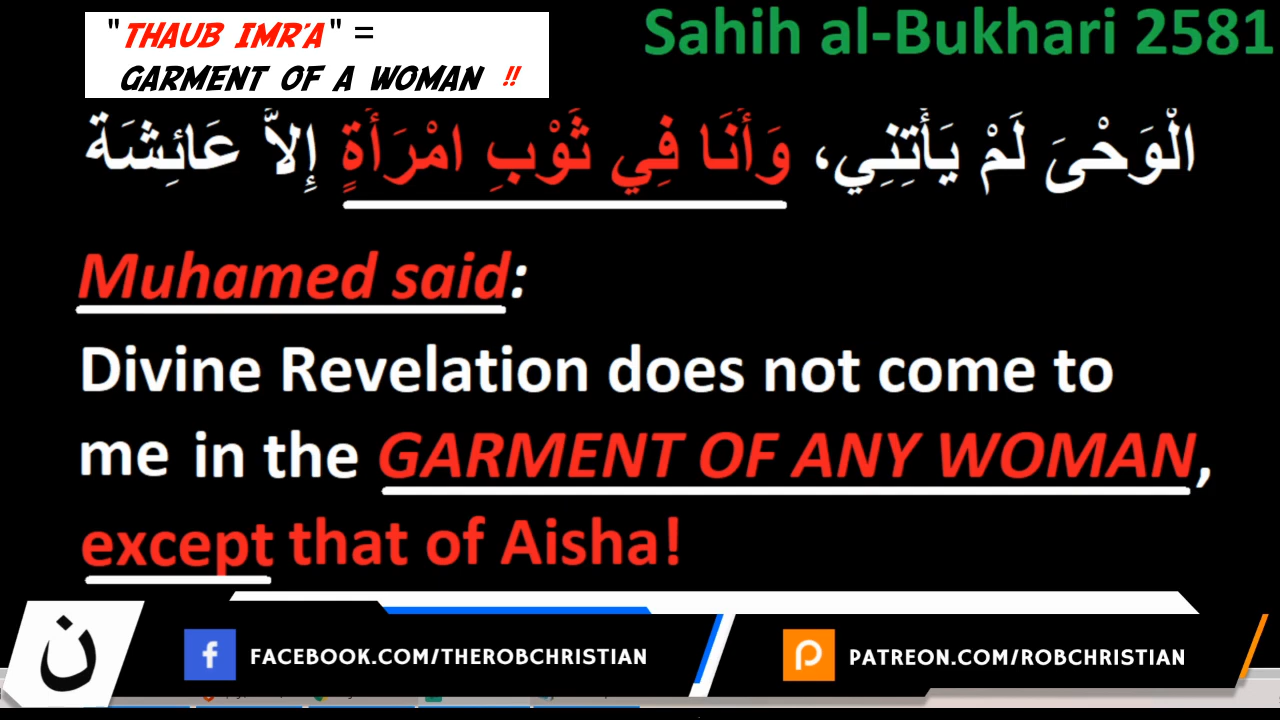 "THAUB IMR'A" =
GARMENT OF A WOMAN !!
Sahih al-Bukhari 2581
الْوَحْىَ لَمْ يَأْتِنِي، وَأَنَا فِي ثَوْبِ امْرَأَةٍ إِلاَّ عَائِشَةَ
Muhamed said:
Divine Revelation does not come to
me in the GARMENT OF ANY WOMAN,
except that of Aisha!
ن
f FACEBOOK.COM/THEROBCHRISTIAN
PATREON.COM/ROBCHRISTIAN